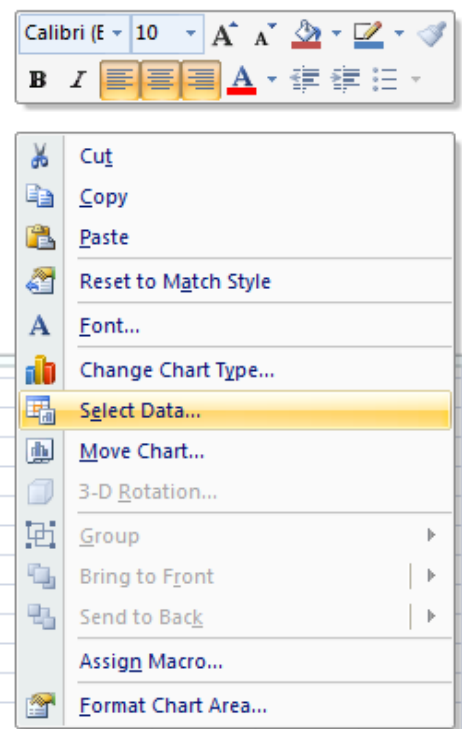 Calibri (E 10 A A
B I A
Cut
Copy
Paste
Reset to Match Style
A Font...
Change Chart Type...
Select Data...
Move Chart...
3-D Rotation...
Group
Bring to Front
Send to Back
Assign Macro...
Format Chart Area...